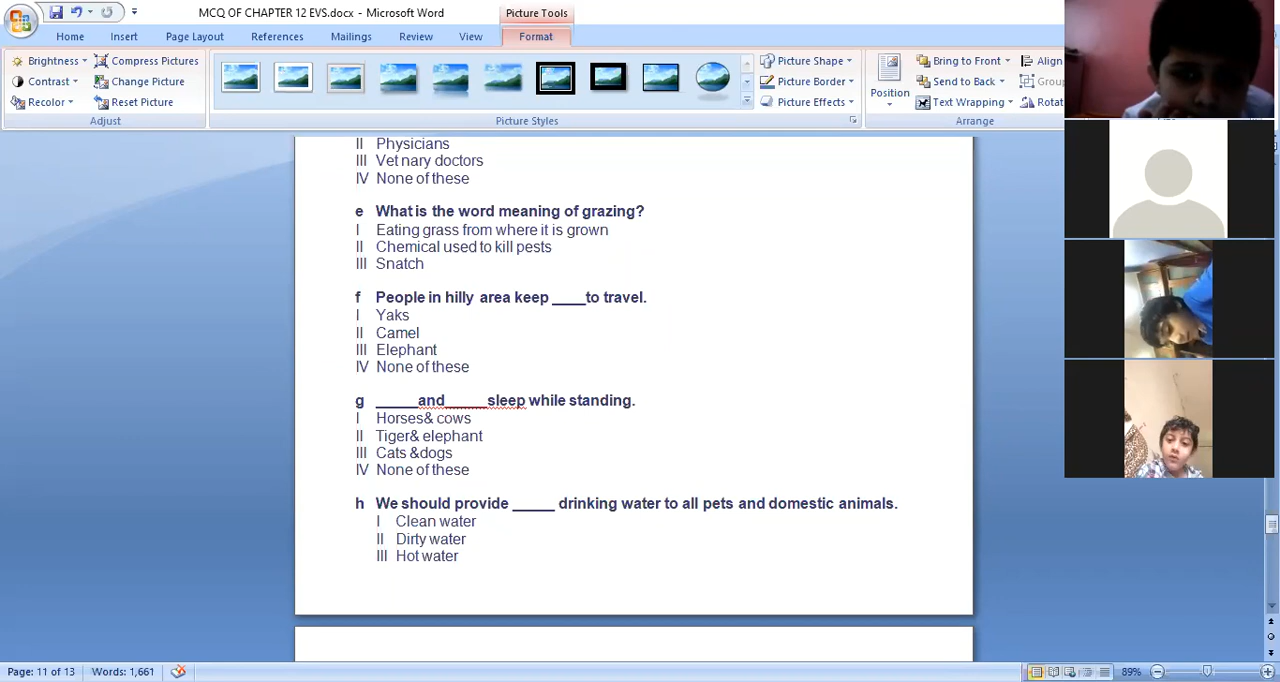 MCQ OF CHAPTER 12 EVS.docx - Microsoft Word
Picture Tools
Home Insert Page Layout References Mailings Review View Format
Brightness Compress Pictures
Contrast Change Picture
Recolor Reset Picture
Adjust
Picture Styles
Picture Shape
Picture Border
Picture Effects
Position
Bring to Front Align
Send to Back Group
Text Wrapping Rotat
Arrange
II Physicians
III Vet nary doctors
IV None of these
e What is the word meaning of grazing?
I Eating grass from where it is grown
II Chemical used to kill pests
III Snatch
f People in hilly area keep ____to travel.
I Yaks
II Camel
III Elephant
IV None of these
g _____and_____sleep while standing.
I Horses& cows
II Tiger& elephant
III Cats &dogs
IV None of these
h We should provide _____ drinking water to all pets and domestic animals.
I Clean water
II Dirty water
III Hot water
Page: 11 of 13 Words: 1,661 89%